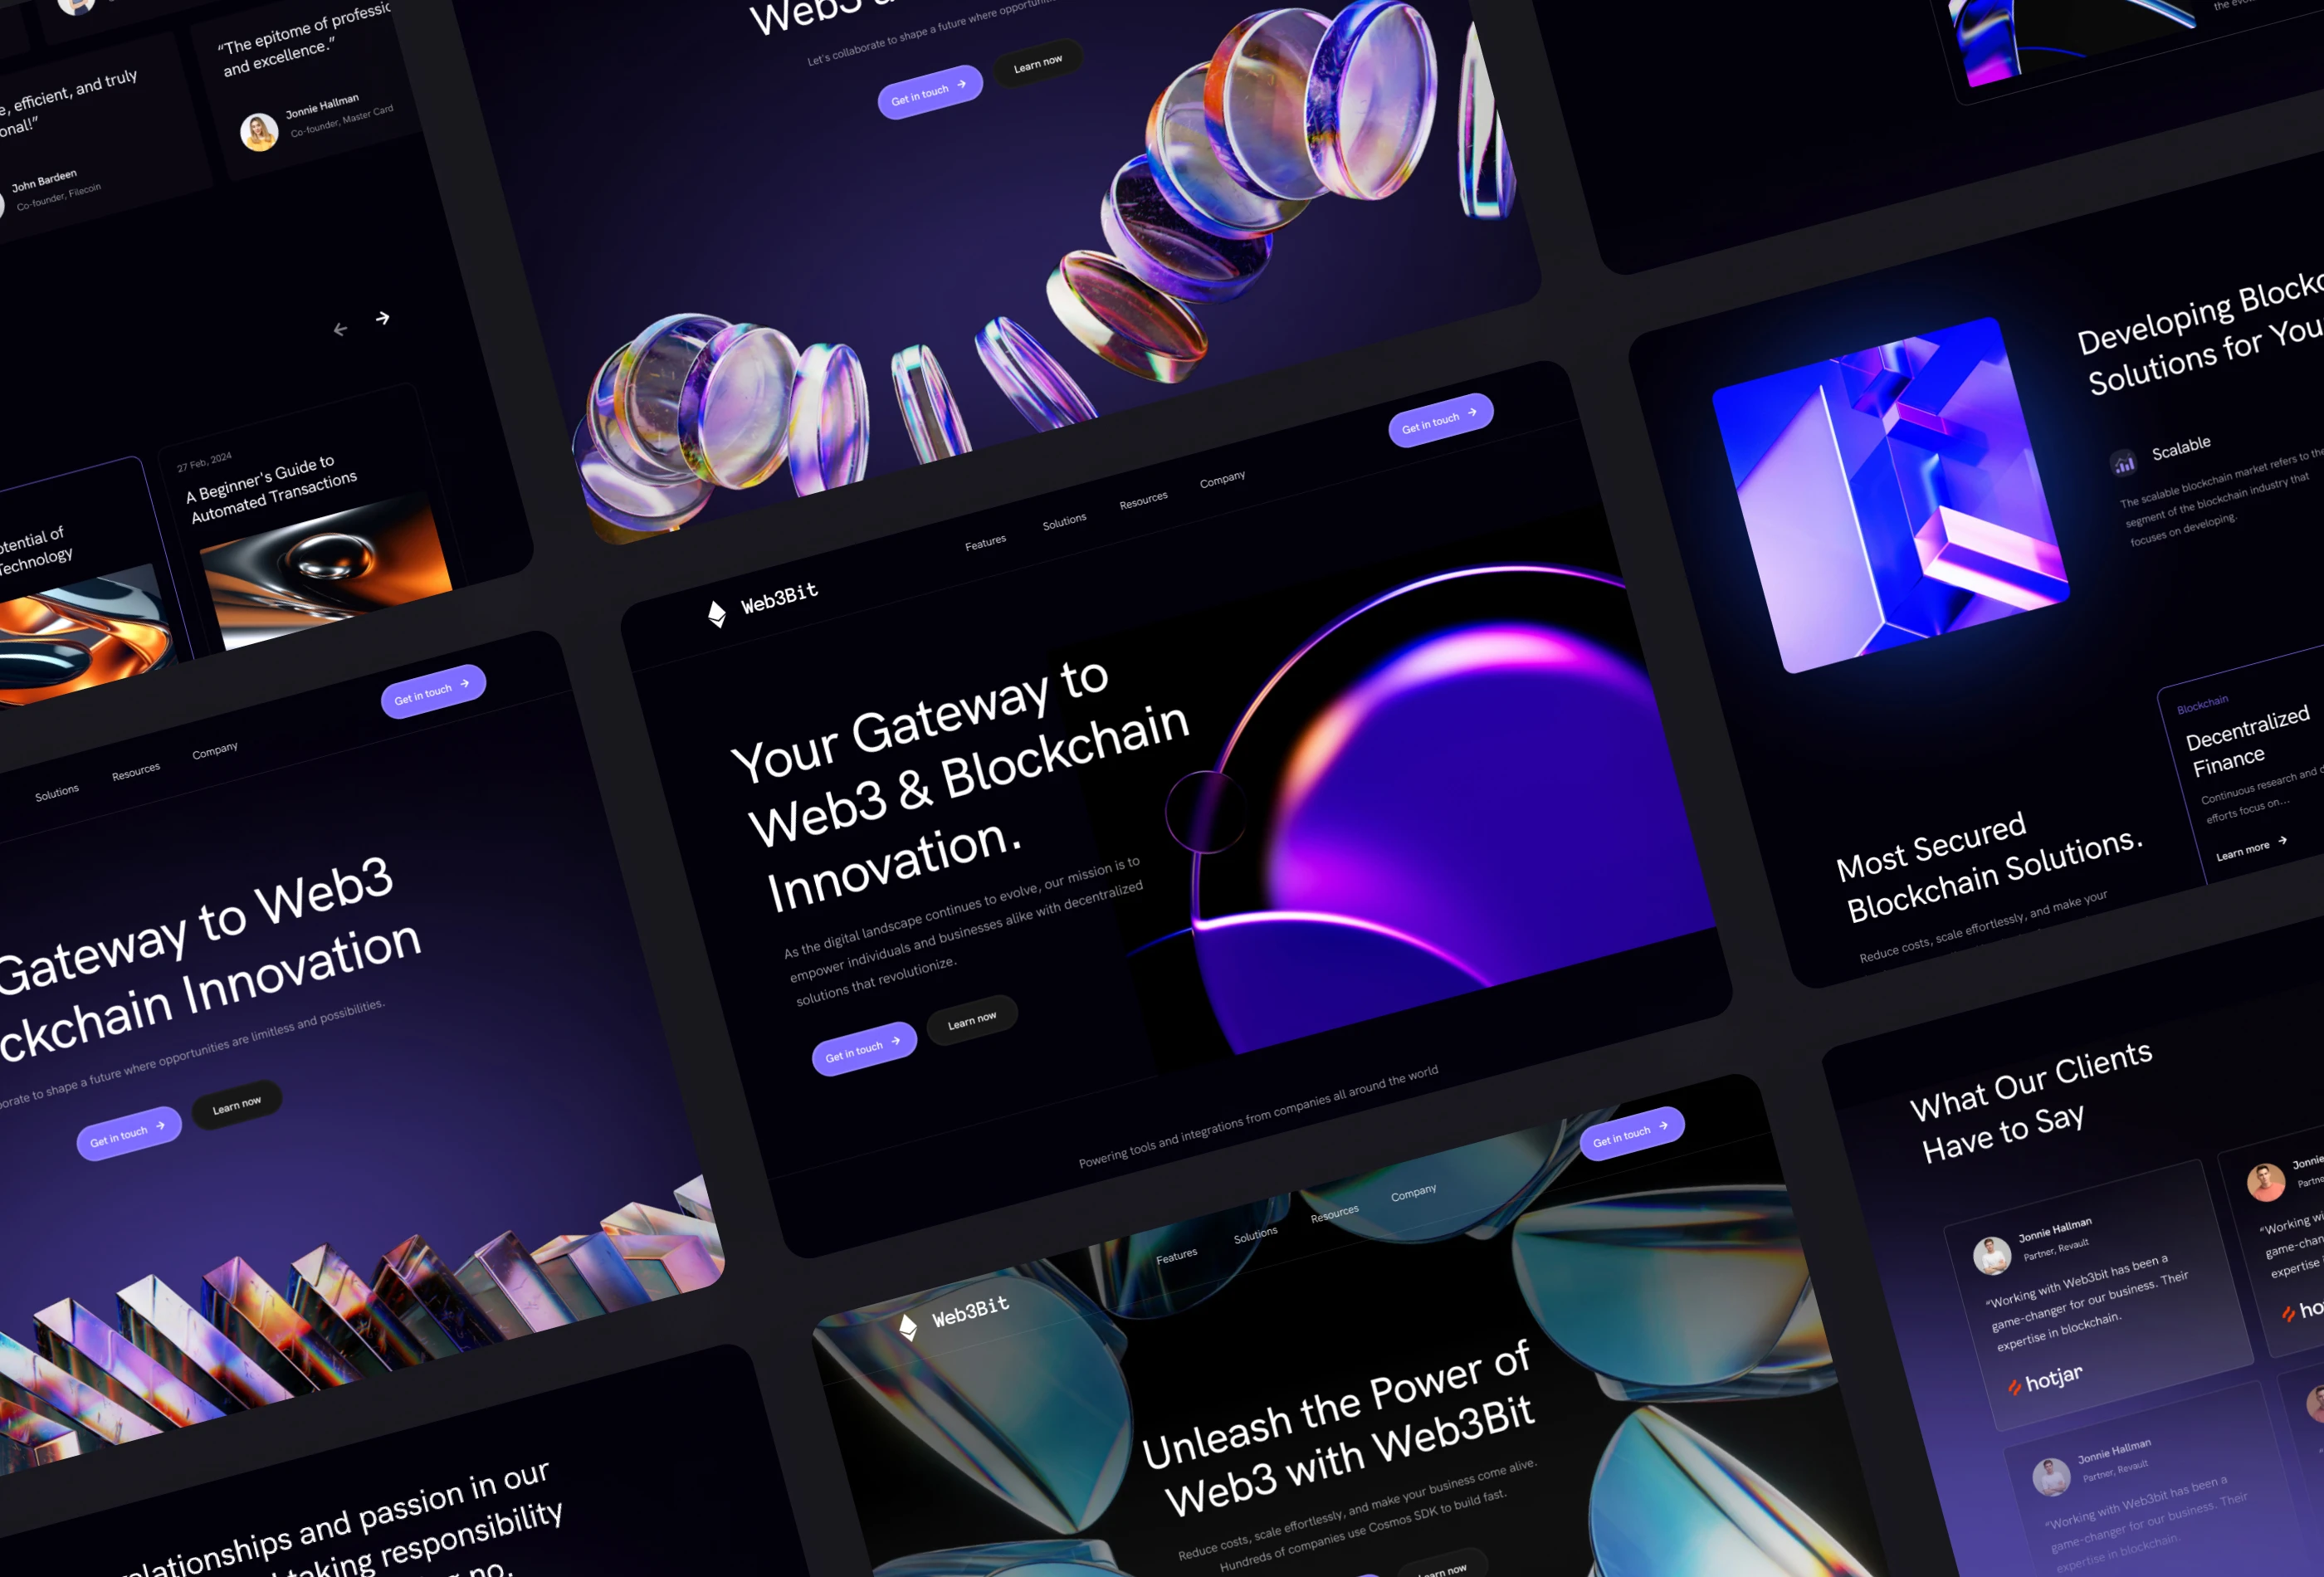 “The epitome of professio
and excellence.”
Jonnie Hallman
Co-founder, Master Card
e, efficient, and truly
onal!”
John Bardeen
Co-founder, Filecoin
27 Feb, 2024
A Beginner's Guide to
Automated Transactions
otential of
Technology
Web3
Let's collaborate to shape a future where
Get in touch →
Learn now
Developing
Solutions for You
Scalable
The scalable blockchain market refers to the
segment of the blockchain industry that
focuses on developing.
Blockchain
Decentralized
Finance
Continuous research and
efforts focus on...
Learn more →
Most Secured
Blockchain Solutions.
Reduce costs, scale effortlessly, and make your
Web3Bit
Features
Solutions
Resources
Company
Get in touch →
Your Gateway to
Web3 & Blockchain
Innovation.
As the digital landscape continues to evolve, our mission is to
empower individuals and businesses alike with decentralized
solutions that revolutionize.
Get in touch →
Learn now
Powering tools and integrations from companies all around the world
Solutions
Resources
Company
Get in touch →
Gateway to Web3
ckchain Innovation
orate to shape a future where opportunities are limitless and possibilities.
Get in touch →
Learn now
elationships and passion in our
taking responsibility
no.
Web3Bit
Features
Solutions
Resources
Company
Get in touch →
Unleash the Power of
Web3 with Web3Bit
Reduce costs, scale effortlessly, and make your business come alive.
Hundreds of companies use Cosmos SDK to build fast.
Learn now
What Our Clients
Have to Say
Jonnie Hallman
Partner, Revault
“Working with Web3bit has been a
game-changer for our business. Their
expertise in blockchain.
hotjar
Jonnie
Partne
“Working wi
game-chan
expertise
ho
Jonnie Hallman
Partner, Revault
“Working with Web3bit has been a
game-changer for our business. Their
expertise in blockchain.